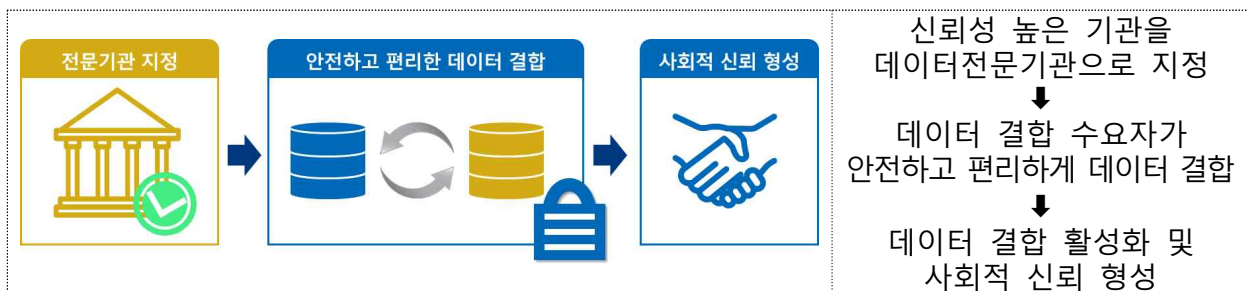 전문기관 지정
안전하고 편리한 데이터 결합
사회적 신뢰 형성
신뢰성 높은 기관을
데이터전문기관으로 지정
데이터 결합 수요자가
안전하고 편리하게 데이터 결합
데이터 결합 활성화 및
사회적 신뢰 형성